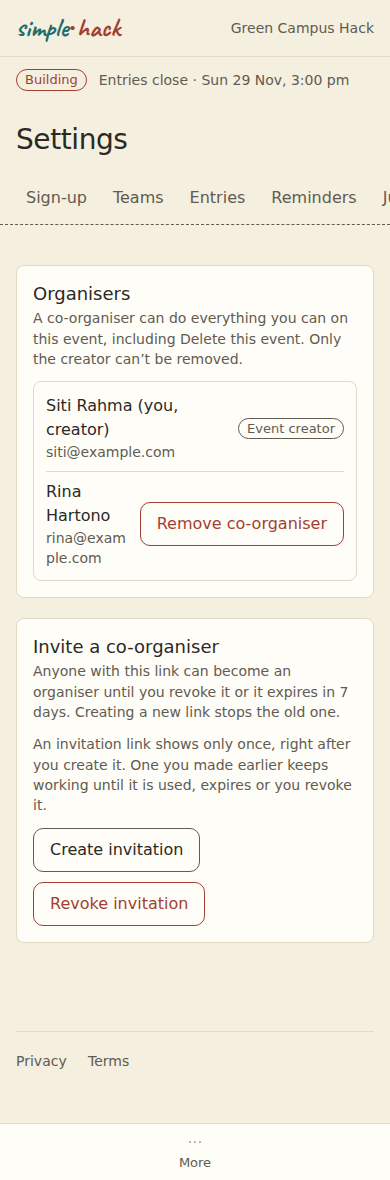 simple·hack
Green Campus Hack
Building
Entries close · Sun 29 Nov, 3:00 pm
Settings
Sign-up Teams Entries Reminders
Organisers
A co-organiser can do everything you can on
this event, including Delete this event. Only
the creator can’t be removed.
Siti Rahma (you,
creator)
siti@example.com
Event creator
Rina
Hartono
rina@exam
ple.com
Remove co-organiser
Invite a co-organiser
Anyone with this link can become an
organiser until you revoke it or it expires in 7
days. Creating a new link stops the old one.
An invitation link shows only once, right after
you create it. One you made earlier keeps
working until it is used, expires or you revoke
it.
Create invitation
Revoke invitation
Privacy Terms
...
More